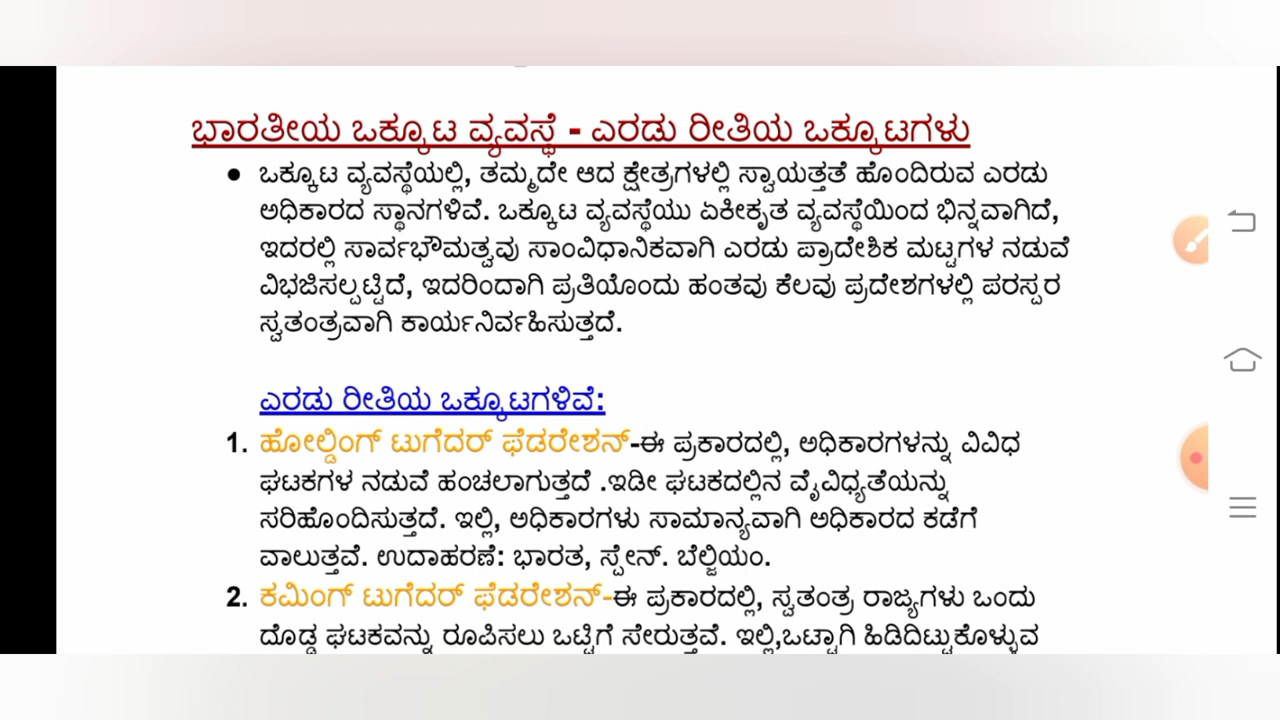 ಭಾರತೀಯ ಒಕ್ಕೂಟ ವ್ಯವಸ್ಥೆ - ಎರಡು ರೀತಿಯ ಒಕ್ಕೂಟಗಳು
● ಒಕ್ಕೂಟ ವ್ಯವಸ್ಥೆಯಲ್ಲಿ, ತಮ್ಮದೇ ಆದ ಕ್ಷೇತ್ರಗಳಲ್ಲಿ ಸ್ವಾಯತ್ತತೆ ಹೊಂದಿರುವ ಎರಡು
ಅಧಿಕಾರದ ಸ್ಥಾನಗಳಿವೆ. ಒಕ್ಕೂಟ ವ್ಯವಸ್ಥೆಯು ಏಕೀಕೃತ ವ್ಯವಸ್ಥೆಯಿಂದ ಭಿನ್ನವಾಗಿದೆ,
ಇದರಲ್ಲಿ ಸಾರ್ವಭೌಮತ್ವವು ಸಾಂವಿಧಾನಿಕವಾಗಿ ಎರಡು ಪ್ರಾದೇಶಿಕ ಮಟ್ಟಗಳ ನಡುವೆ
ವಿಭಜಿಸಲ್ಪಟ್ಟಿದೆ, ಇದರಿಂದಾಗಿ ಪ್ರತಿಯೊಂದು ಹಂತವು ಕೆಲವು ಪ್ರದೇಶಗಳಲ್ಲಿ ಪರಸ್ಪರ
ಸ್ವತಂತ್ರವಾಗಿ ಕಾರ್ಯನಿರ್ವಹಿಸುತ್ತದೆ.
ಎರಡು ರೀತಿಯ ಒಕ್ಕೂಟಗಳಿವೆ:
1. ಹೋಲ್ಡಿಂಗ್ ಟುಗೆದರ್ ಫೆಡರೇಶನ್-ಈ ಪ್ರಕಾರದಲ್ಲಿ, ಅಧಿಕಾರಗಳನ್ನು ವಿವಿಧ
ಘಟಕಗಳ ನಡುವೆ ಹಂಚಲಾಗುತ್ತದೆ .ಇಡೀ ಘಟಕದಲ್ಲಿನ ವೈವಿಧ್ಯತೆಯನ್ನು
ಸರಿಹೊಂದಿಸುತ್ತದೆ. ಇಲ್ಲಿ, ಅಧಿಕಾರಗಳು ಸಾಮಾನ್ಯವಾಗಿ ಅಧಿಕಾರದ ಕಡೆಗೆ
ವಾಲುತ್ತವೆ. ಉದಾಹರಣೆ: ಭಾರತ, ಸ್ಪೇನ್. ಬೆಲ್ಜಿಯಂ.
2. ಕಮಿಂಗ್ ಟುಗೆದರ್ ಫೆಡರೇಶನ್-ಈ ಪ್ರಕಾರದಲ್ಲಿ, ಸ್ವತಂತ್ರ ರಾಜ್ಯಗಳು ಒಂದು
ದೊಡ್ಡ ಘಟಕವನ್ನು ರೂಪಿಸಲು ಒಟ್ಟಿಗೆ ಸೇರುತ್ತವೆ. ಇಲ್ಲಿ,ಒಟ್ಟಾಗಿ ಹಿಡಿದಿಟ್ಟುಕೊಳ್ಳುವ